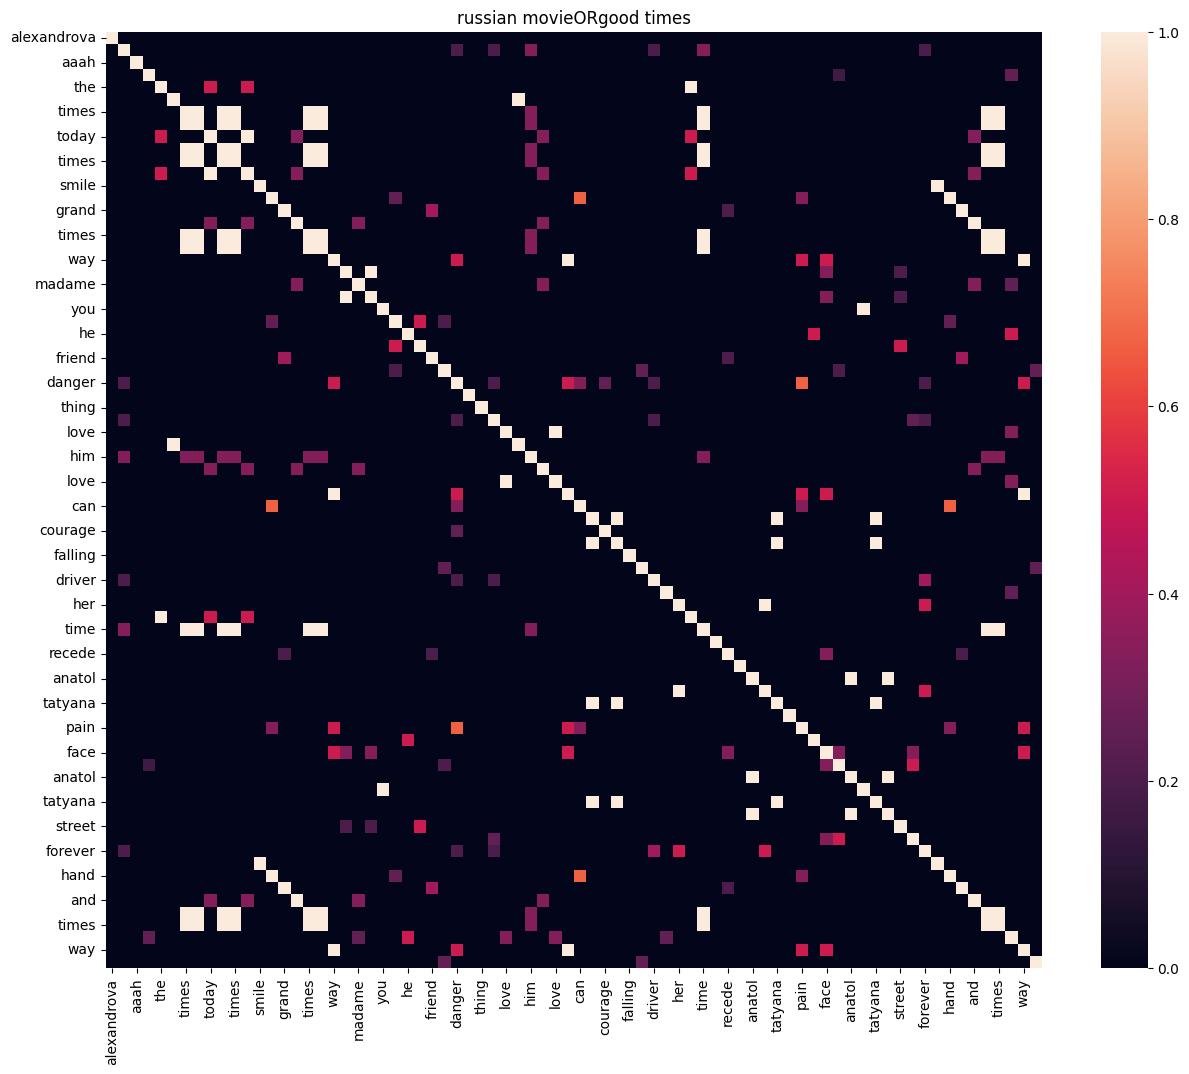 russian movieORgood times
alexandrova
aaah
the
times
today
times
smile
grand
times
way
madame
you
he
friend
danger
thing
love
him
love
can
courage
falling
driver
her
time
recede
anatol
tatyana
pain
face
anatol
tatyana
street
forever
hand
and
times
way
1.0
0.8
0.6
0.4
0.2
0.0
alexandrova
aaah
the
times
today
times
smile
grand
times
way
madame
you
he
friend
danger
thing
love
him
love
can
courage
falling
driver
her
time
recede
anatol
tatyana
pain
face
anatol
tatyana
street
forever
hand
and
times
way